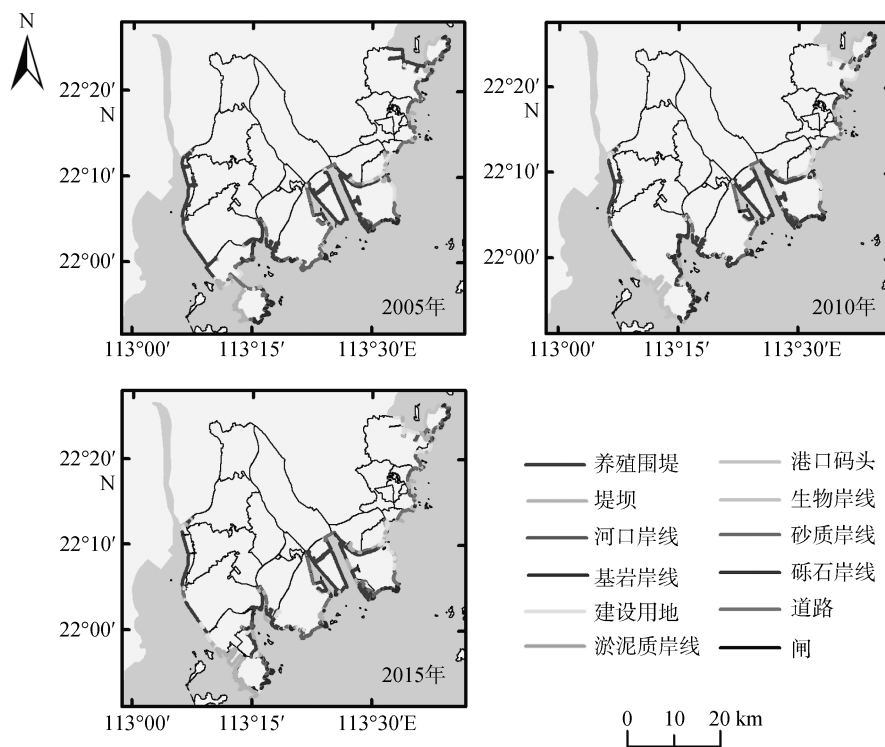 N
22°20′
N
22°10′
22°00′
2005年
113°00′
113°15′
113°30′E
22°20′
N
22°10′
22°00′
2010年
113°00′
113°15′
113°30′E
22°20′
N
22°10′
22°00′
2015年
113°00′
113°15′
113°30′E
养殖围堤
港口码头
堤坝
生物岸线
河口岸线
砂质岸线
基岩岸线
砾石岸线
建设用地
道路
淤泥质岸线
闸
0 10 20 km